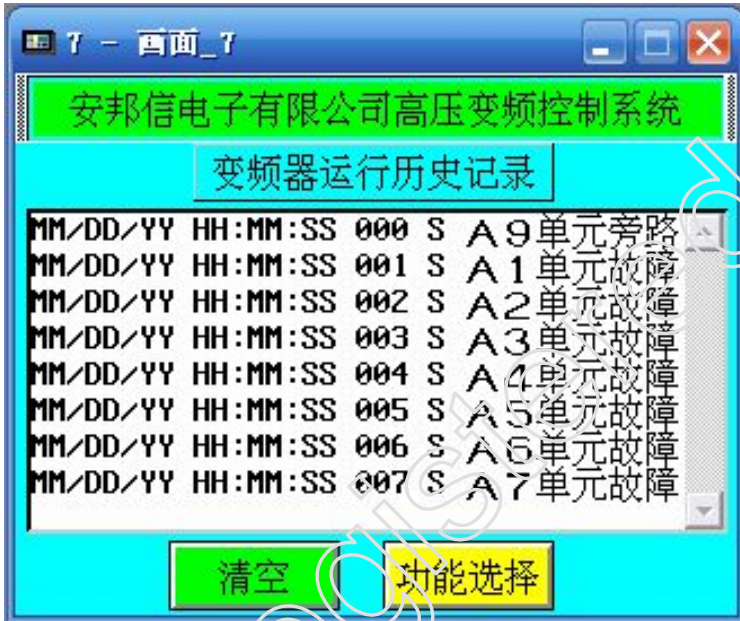 7 - 画面_7
安邦信电子有限公司高压变频控制系统
变频器运行历史记录
MM/DD/YY HH:MM:SS 000 S A9单元旁路
MM/DD/YY HH:MM:SS 001 S A1单元故障
MM/DD/YY HH:MM:SS 002 S A2单元故障
MM/DD/YY HH:MM:SS 003 S A3单元故障
MM/DD/YY HH:MM:SS 004 S A4单元故障
MM/DD/YY HH:MM:SS 005 S A5单元故障
MM/DD/YY HH:MM:SS 006 S A6单元故障
MM/DD/YY HH:MM:SS 007 S A7单元故障
清空 功能选择